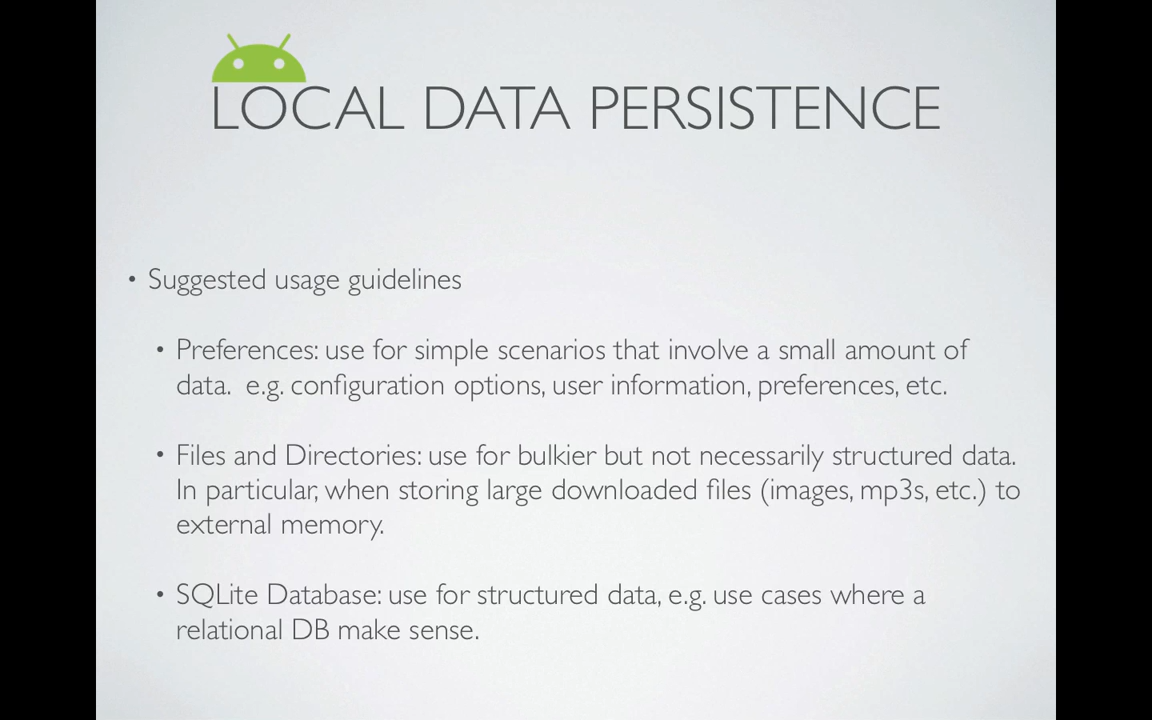 LOCAL DATA PERSISTENCE
• Suggested usage guidelines
• Preferences: use for simple scenarios that involve a small amount of
data.  e.g. configuration options, user information, preferences, etc.
• Files and Directories: use for bulkier but not necessarily structured data.
In particular, when storing large downloaded files (images, mp3s, etc.) to
external memory.
• SQLite Database: use for structured data, e.g. use cases where a
relational DB make sense.